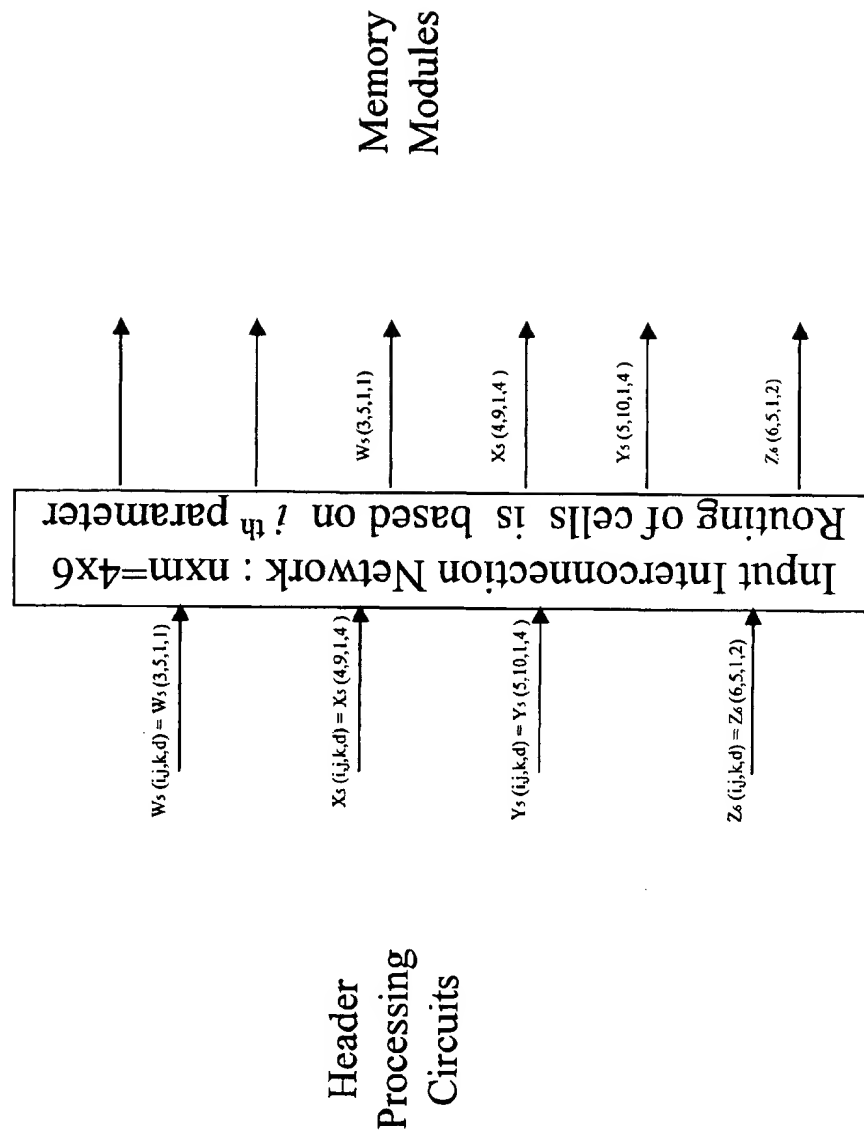 Header
Processing
Circuits
W5 (i,j,k,d) = W5 (3,5,1,1)
X5 (i,j,k,d) = X5 (4,9,1,4)
Y5 (i,j,k,d) = Y5 (5,10,1,4)
Z6 (i,j,k,d) = Z6 (6,5,1,2)
Input Interconnection Network : nxm=4x6
Routing of cells is based on i th parameter
W5 (3,5,1,1)
X5 (4,9,1,4 )
Y5 (5,10,1,4 )
Z6 (6,5,1,2)
Memory
Modules